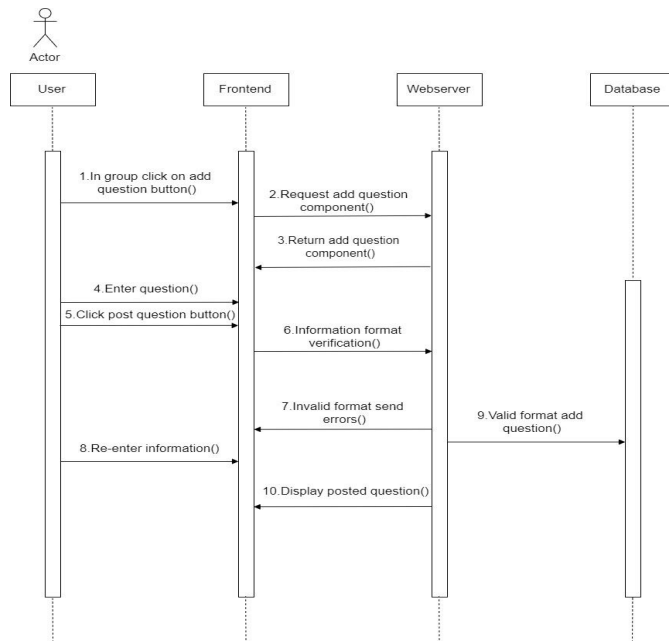 Actor
User
Frontend
Webserver
Database
1.In group click on add
question button()
2.Request add question
component()
3.Return add question
component()
4.Enter question()
5.Click post question button()
6.Information format
verification()
7.Invalid format send
errors()
8.Re-enter information()
9.Valid format add
question()
10.Display posted question()